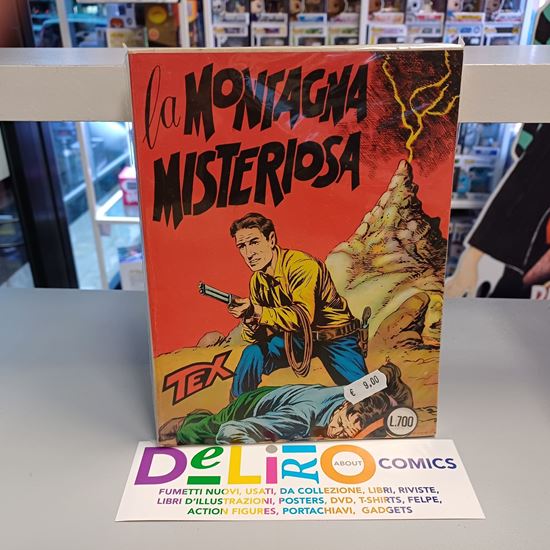 la MONTAGNA
MISTERIOSA
TEX
€ 9,00
L.700
DeLiRiO ABOUT COMICS
FUMETTI NUOVI, USATI, DA COLLEZIONE, LIBRI, RIVISTE,
LIBRI D'ILLUSTRAZIONI, POSTERS, DVD, T-SHIRTS, FELPE,
ACTION FIGURES, PORTACHIAVI, GADGETS